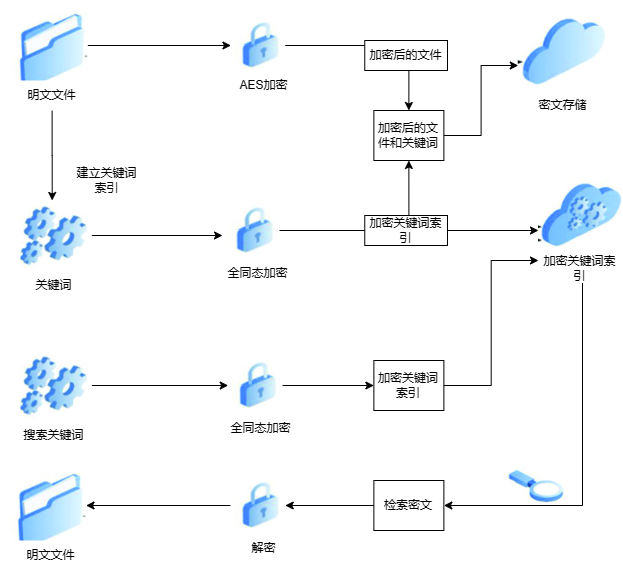 加密后的文件
明文文件
AES加密
密文存储
加密后的文
件和关键词
建立关键词
索引
加密关键词索
引
关键词
全同态加密
加密关键词索
引
加密关键词
索引
搜索关键词
全同态加密
检索密文
明文文件
解密